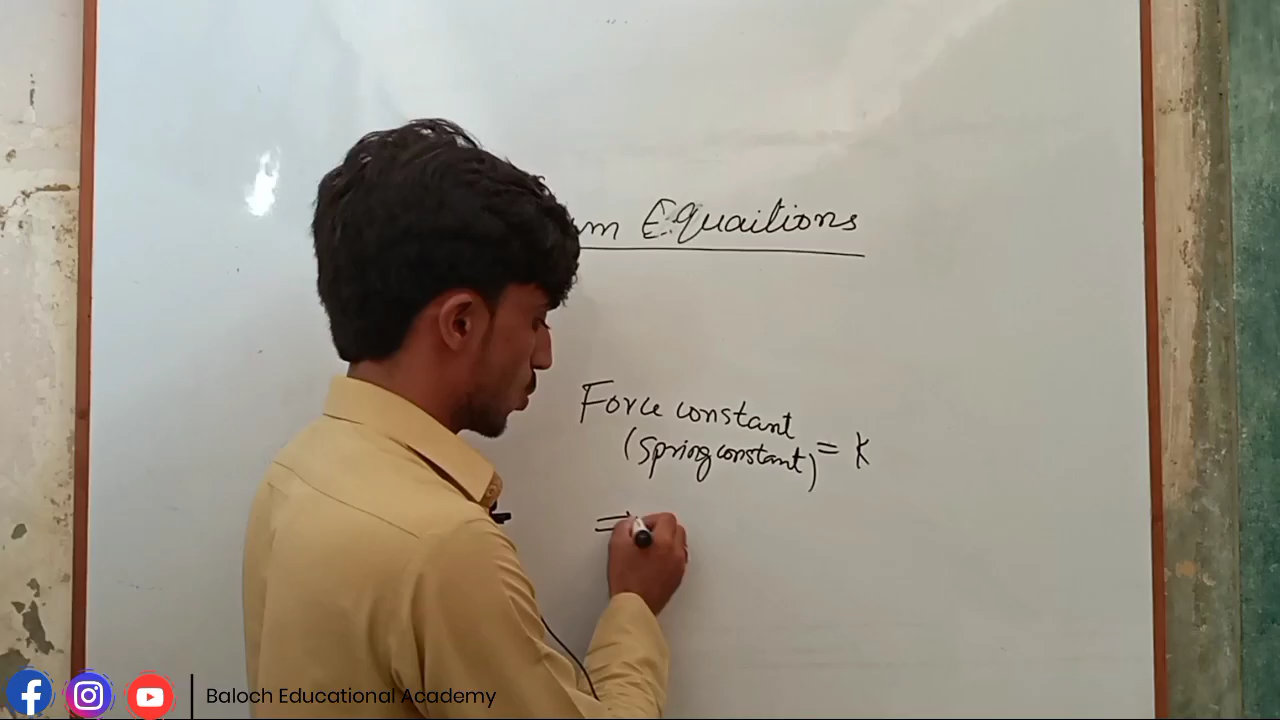 m Equaitions
Force constant
(Spring constant) = K
⇒
Baloch Educational Academy